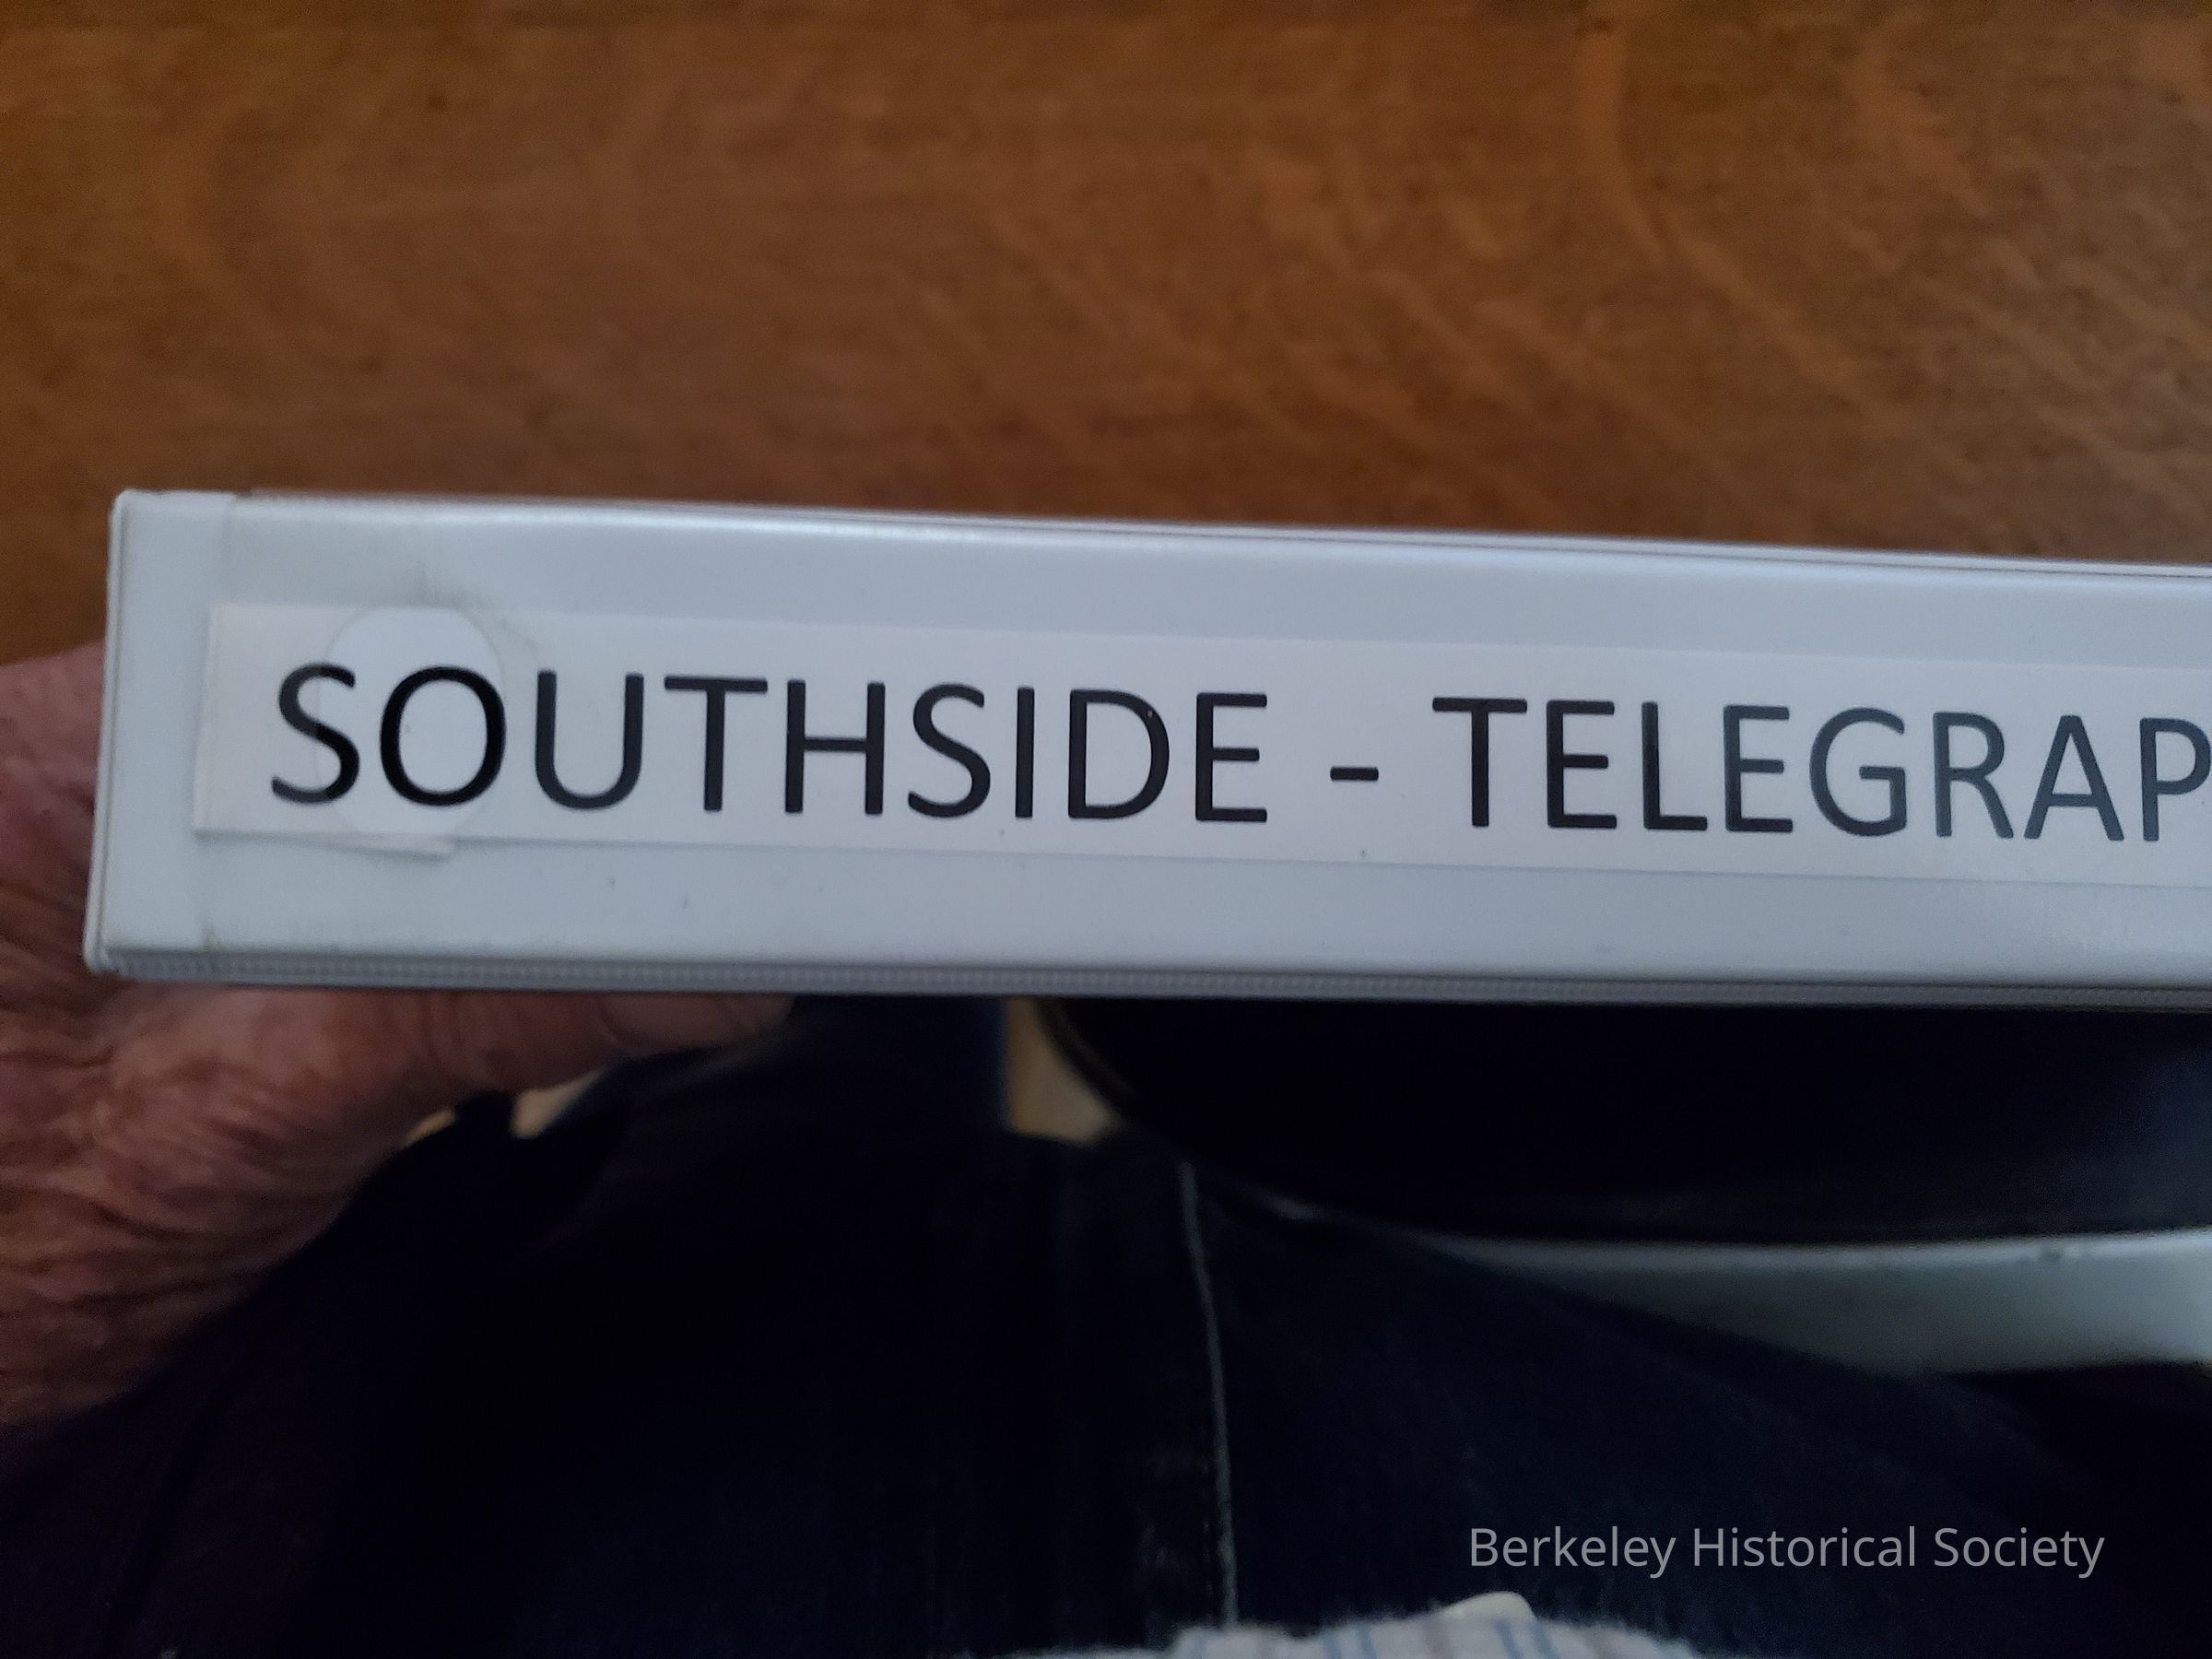 SOUTHSIDE - TELEGRAP
Berkeley Historical Society